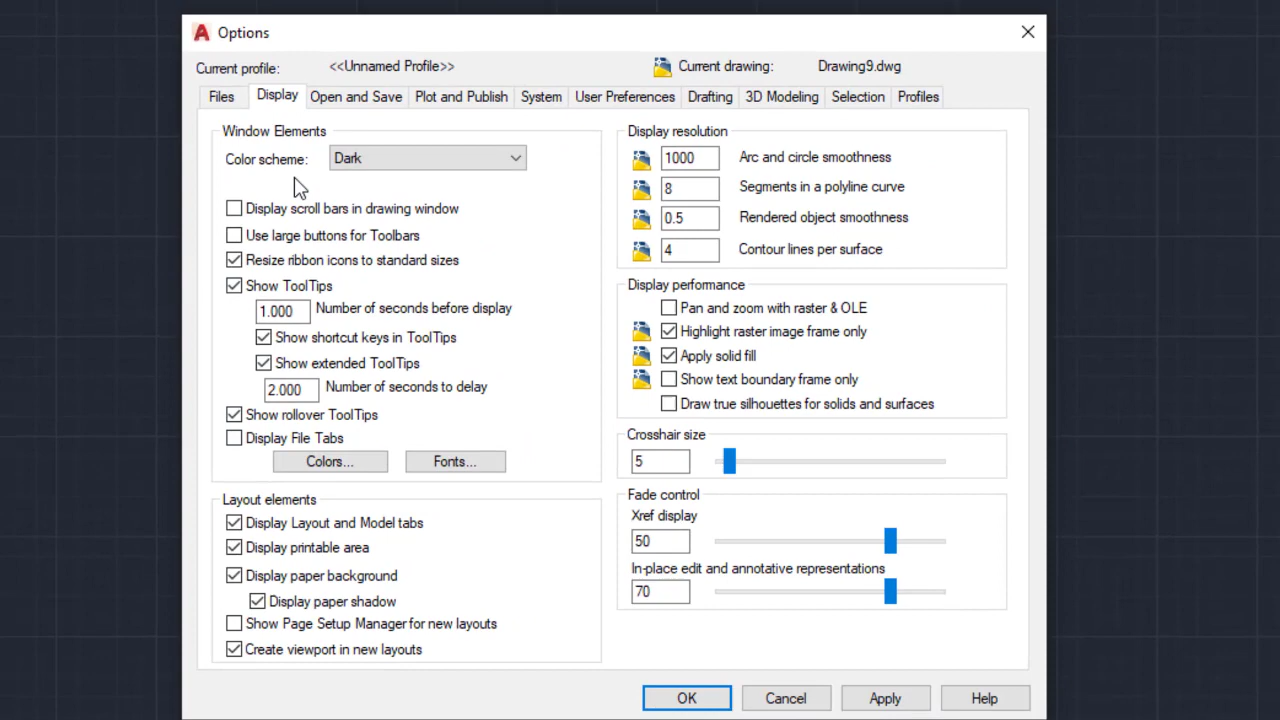 Options
Current profile: <<Unnamed Profile>> Current drawing: Drawing9.dwg
Files Display Open and Save Plot and Publish System User Preferences Drafting 3D Modeling Selection Profiles
Window Elements
Color scheme: Dark
Display scroll bars in drawing window
Use large buttons for Toolbars
Resize ribbon icons to standard sizes
Show ToolTips
1.000 Number of seconds before display
Show shortcut keys in ToolTips
Show extended ToolTips
2.000 Number of seconds to delay
Show rollover ToolTips
Display File Tabs
Colors... Fonts...
Layout elements
Display Layout and Model tabs
Display printable area
Display paper background
Display paper shadow
Show Page Setup Manager for new layouts
Create viewport in new layouts
Display resolution
1000 Arc and circle smoothness
8 Segments in a polyline curve
0.5 Rendered object smoothness
4 Contour lines per surface
Display performance
Pan and zoom with raster & OLE
Highlight raster image frame only
Apply solid fill
Show text boundary frame only
Draw true silhouettes for solids and surfaces
Crosshair size
5
Fade control
Xref display
50
In-place edit and annotative representations
70
OK Cancel Apply Help